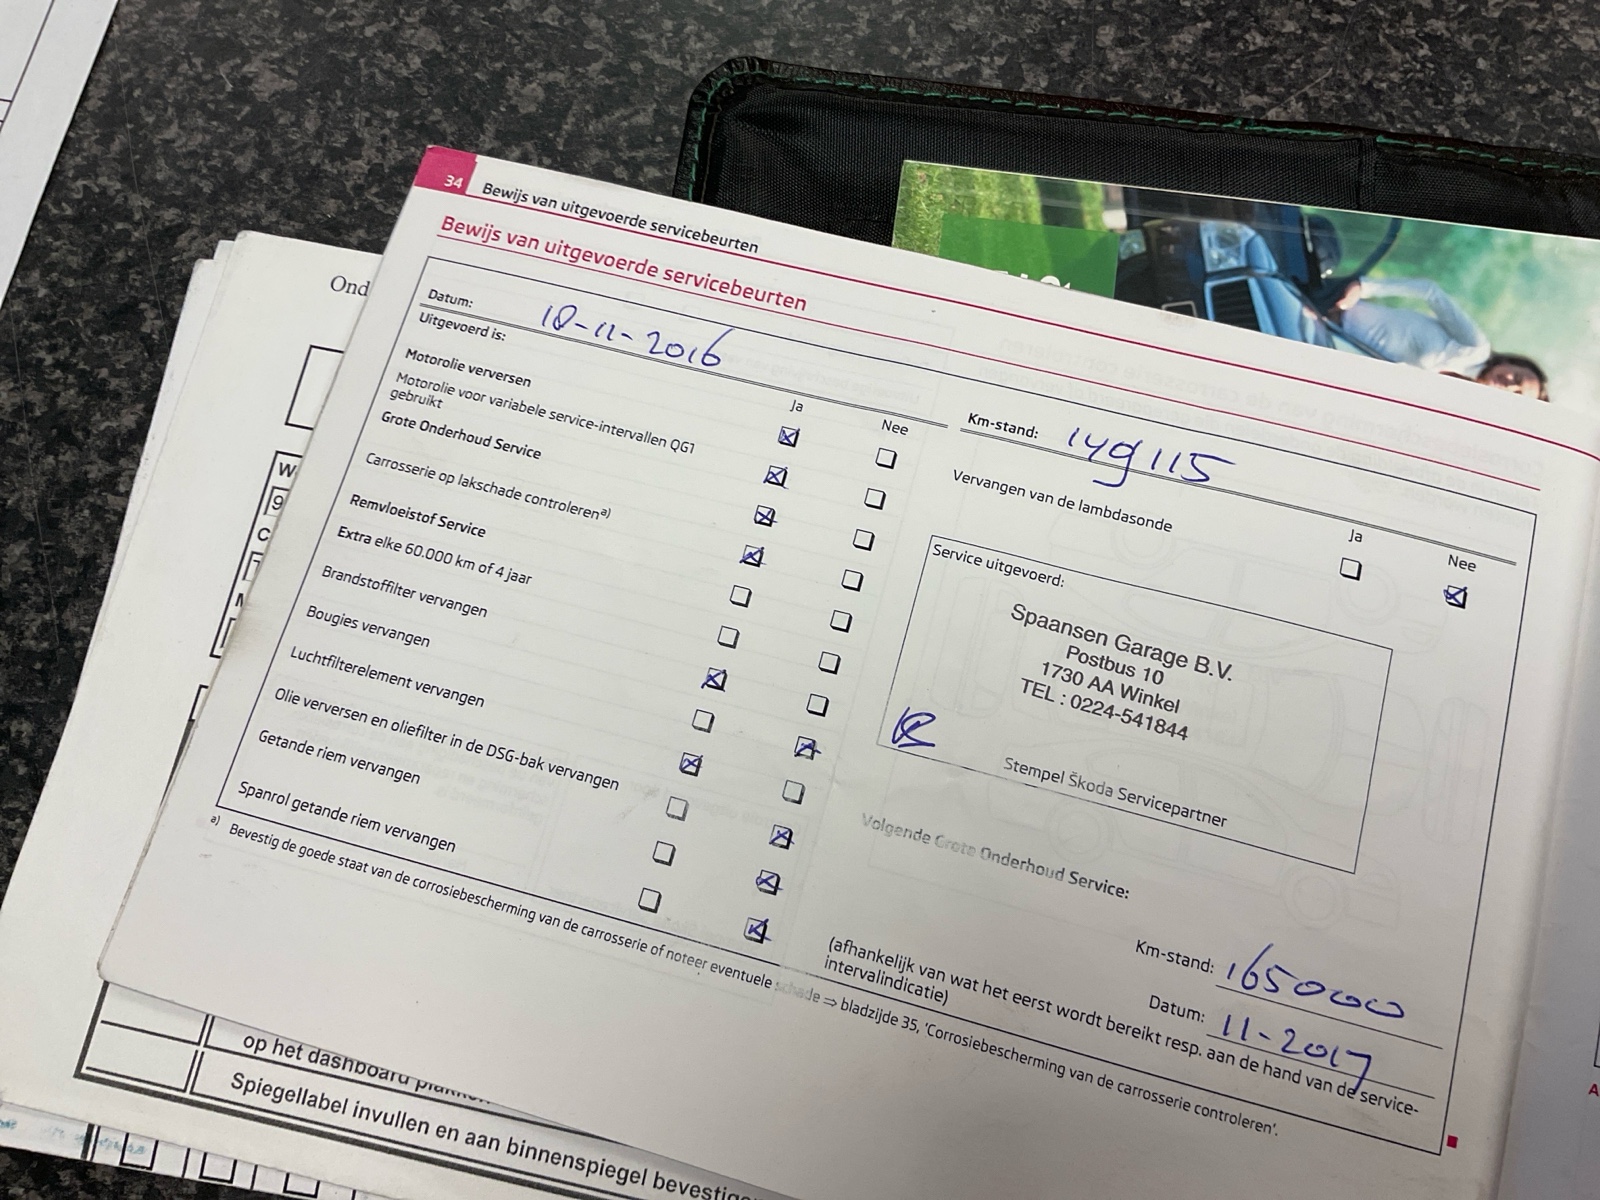 34
Bewijs van uitgevoerde servicebeurten
Bewijs van uitgevoerde servicebeurten
Datum: 18-11-2016
Uitgevoerd is:
Ja
Nee
Motorolie verversen
Motorolie voor variabele service-intervallen QG1
gebruikt
Grote Onderhoud Service
Carrosserie op lakschade controleren a)
Remvloeistof Service
Extra elke 60.000 km of 4 jaar
Brandstoffilter vervangen
Bougies vervangen
Luchtfilterelement vervangen
Olie verversen en oliefilter in de DSG-bak vervangen
Getande riem vervangen
Spanrol getande riem vervangen
Km-stand: 149115
Vervangen van de lambdasonde
Ja
Nee
Service uitgevoerd:
Spaansen Garage B.V.
Postbus 10
1730 AA Winkel
TEL : 0224-541844
Stempel Škoda Servicepartner
Volgende Grote Onderhoud Service:
Km-stand: 165000
Datum: 11-2017
(afhankelijk van wat het eerst wordt bereikt resp. aan de hand van de service-
intervalindicatie)
a) Bevestig de goede staat van de corrosiebescherming van de carrosserie of noteer eventuele schade ⇒ bladzijde 35, 'Corrosiebescherming van de carrosserie controleren'.
Ond
W
9
C
op het dashboard
Spiegellabel invullen en aan binnenspiegel